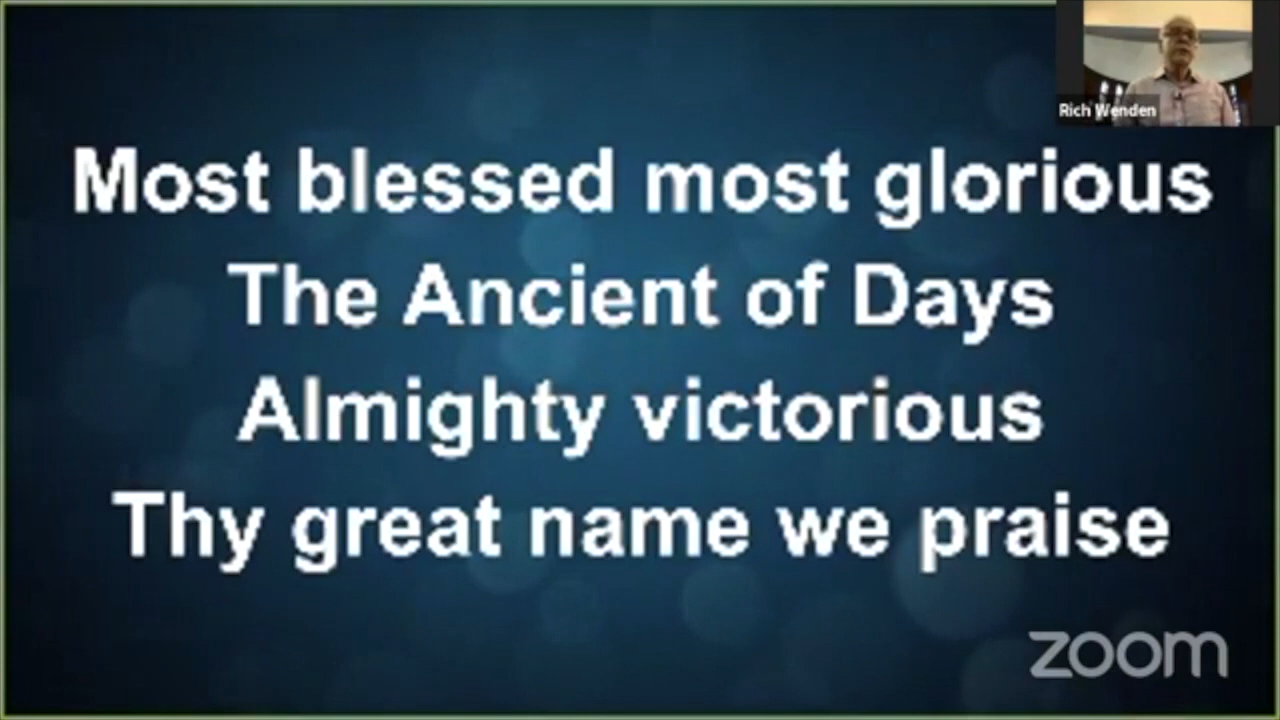 Rich Wenden
Most blessed most glorious
The Ancient of Days
Almighty victorious
Thy great name we praise
zoom